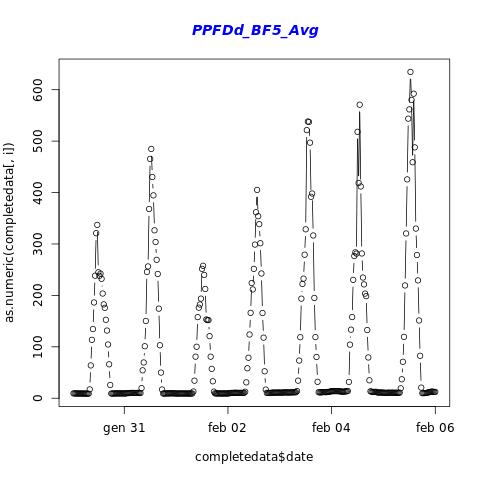 PPFDd_BF5_Avg
as.numeric(completedata[, i])
600
500
400
300
200
100
0
gen 31
feb 02
feb 04
feb 06
completedata$date